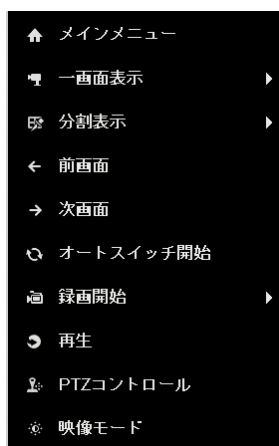 メインメニュー
一画面表示
分割表示
前画面
次画面
オートスイッチ開始
録画開始
再生
PTZコントロール
映像モード